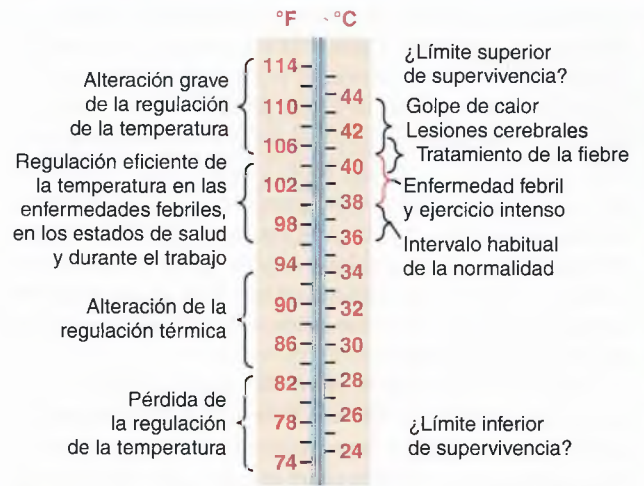 °F °C
Alteración grave
de la regulación
de la temperatura
Regulación eficiente de
la temperatura en las
enfermedades febriles,
en los estados de salud
y durante el trabajo
Alteración de la
regulación térmica
Pérdida de
la regulación
de la temperatura
114
110
106
102
98
94
90
86
82
78
74
44
42
40
38
36
34
32
30
28
26
24
¿Límite superior
de supervivencia?
Golpe de calor
Lesiones cerebrales
Tratamiento de la fiebre
Enfermedad febril
y ejercicio intenso
Intervalo habitual
de la normalidad
¿Límite inferior
de supervivencia?